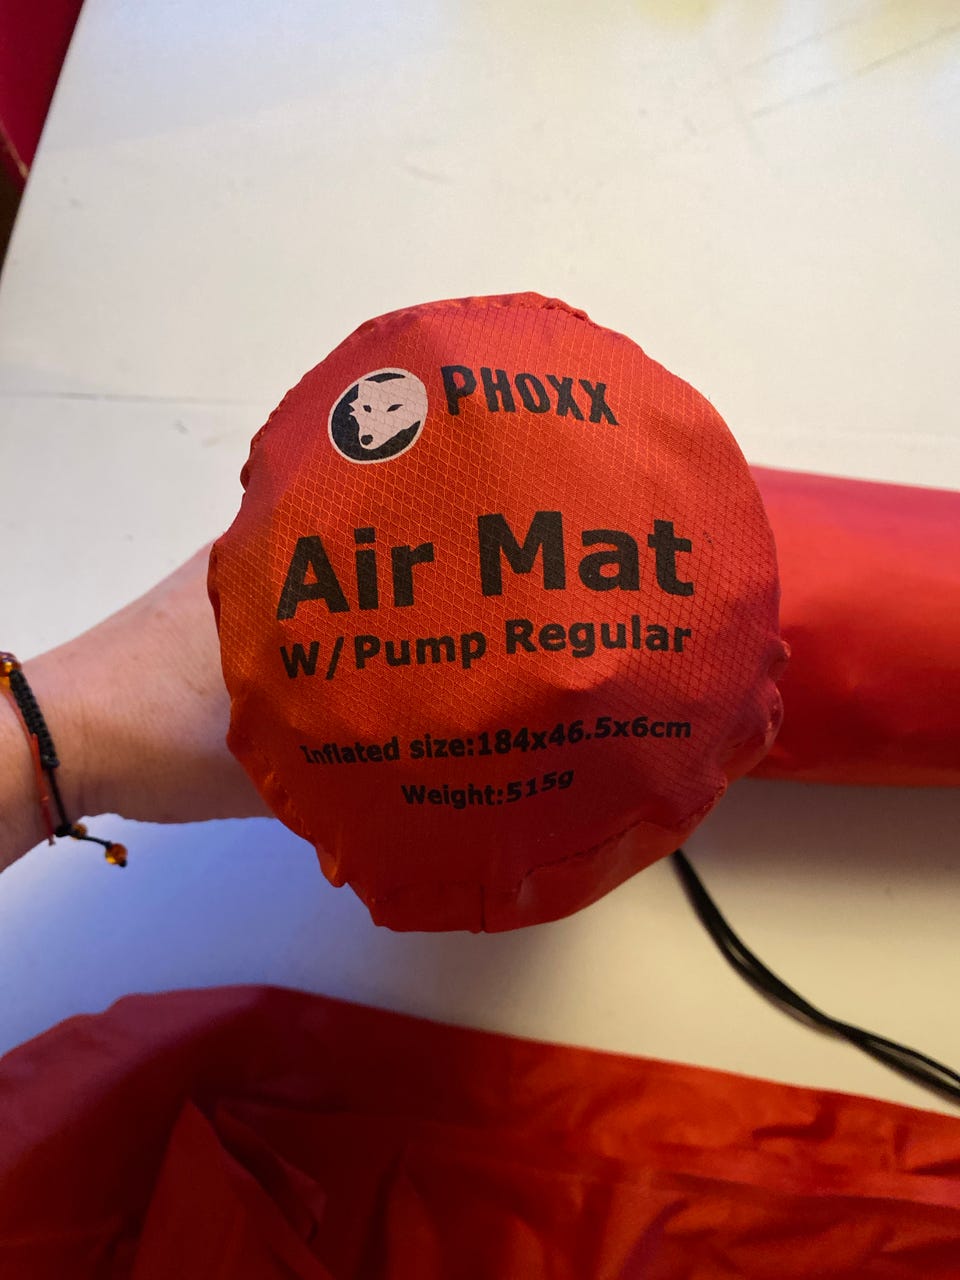 PHOXX
Air Mat
W/Pump Regular
Inflated size:184x46.5x6cm
Weight:515g